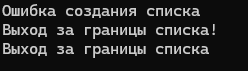 Ошибка создания списка
Выход за границы списка!
Выход за границы списка